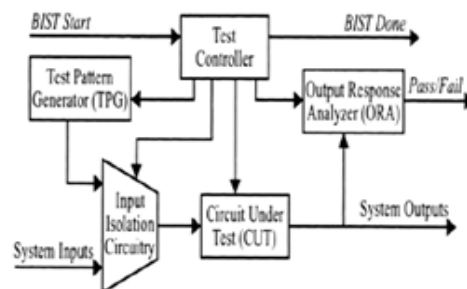 BIST Start
Test
Controller
BIST Done
Test Pattern
Generator (TPG)
Output Response
Analyzer (ORA)
Pass/Fail
Input
Isolation
Circuitry
Circuit Under
Test (CUT)
System Outputs
System Inputs